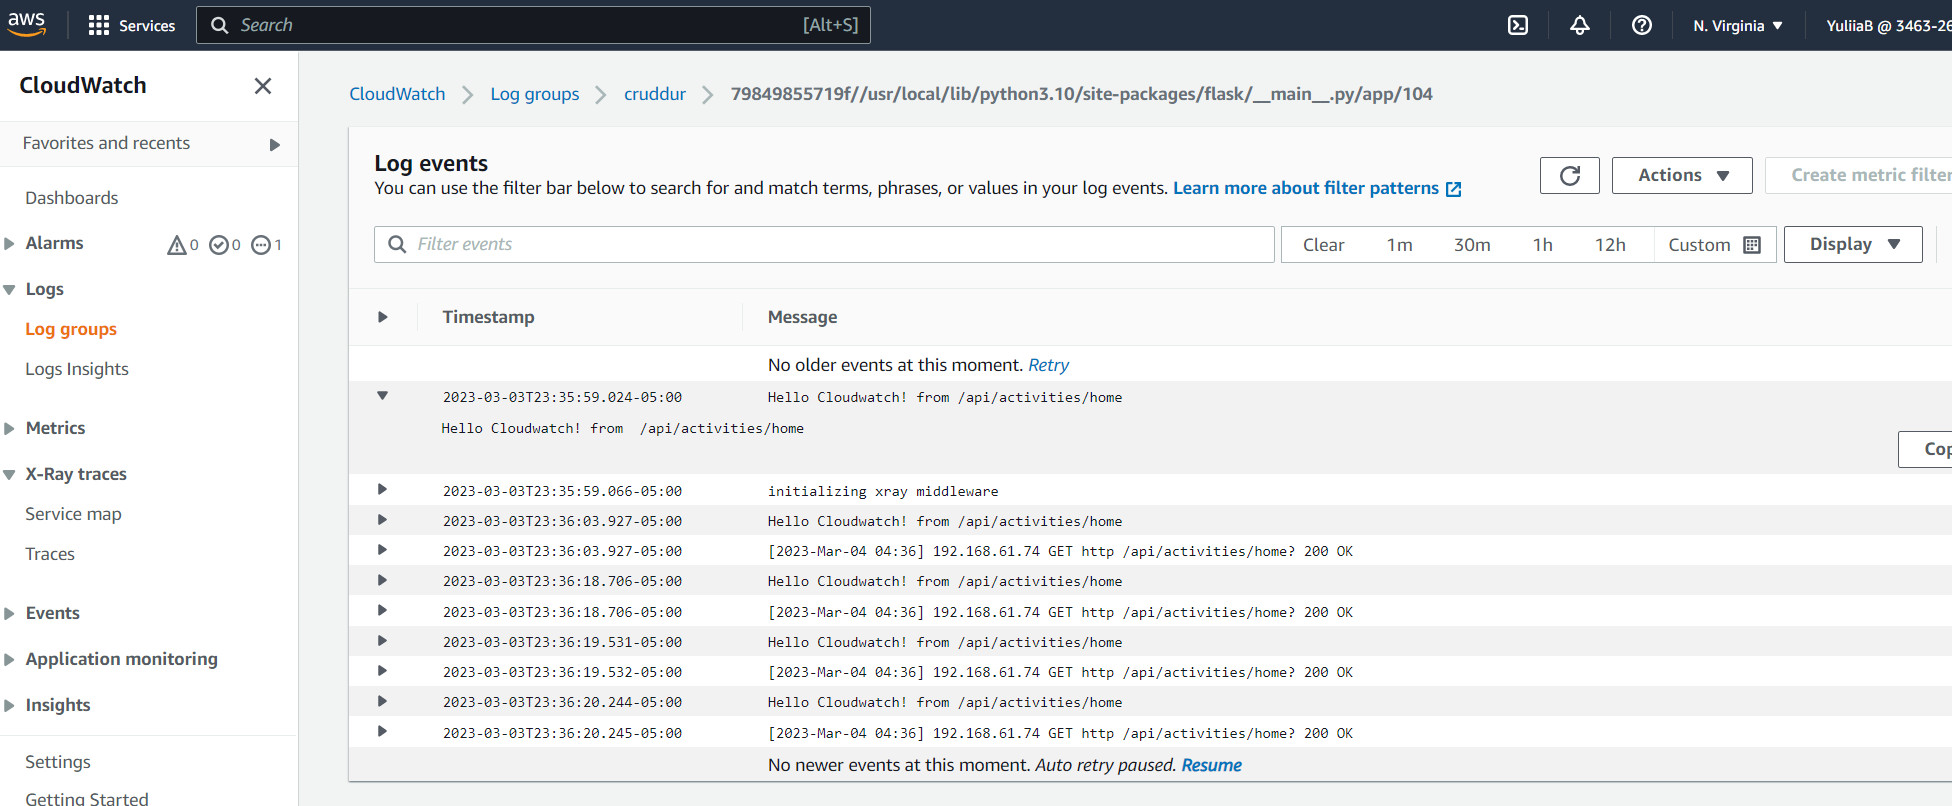 aws Services Search [Alt+S] N. Virginia YuliiaB @ 3463-26
CloudWatch
Favorites and recents
Dashboards
Alarms 0 0 1
Logs
Log groups
Logs Insights
Metrics
X-Ray traces
Service map
Traces
Events
Application monitoring
Insights
Settings
Getting Started
CloudWatch Log groups cruddur 79849855719f//usr/local/lib/python3.10/site-packages/flask/__main__.py/app/104
Log events
You can use the filter bar below to search for and match terms, phrases, or values in your log events. Learn more about filter patterns
Actions Create metric filter
Filter events Clear 1m 30m 1h 12h Custom Display
Timestamp Message
No older events at this moment. Retry
2023-03-03T23:35:59.024-05:00 Hello Cloudwatch! from /api/activities/home
Hello Cloudwatch! from  /api/activities/home
Cop
2023-03-03T23:35:59.066-05:00 initializing xray middleware
2023-03-03T23:36:03.927-05:00 Hello Cloudwatch! from /api/activities/home
2023-03-03T23:36:03.927-05:00 [2023-Mar-04 04:36] 192.168.61.74 GET http /api/activities/home? 200 OK
2023-03-03T23:36:18.706-05:00 Hello Cloudwatch! from /api/activities/home
2023-03-03T23:36:18.706-05:00 [2023-Mar-04 04:36] 192.168.61.74 GET http /api/activities/home? 200 OK
2023-03-03T23:36:19.531-05:00 Hello Cloudwatch! from /api/activities/home
2023-03-03T23:36:19.532-05:00 [2023-Mar-04 04:36] 192.168.61.74 GET http /api/activities/home? 200 OK
2023-03-03T23:36:20.244-05:00 Hello Cloudwatch! from /api/activities/home
2023-03-03T23:36:20.245-05:00 [2023-Mar-04 04:36] 192.168.61.74 GET http /api/activities/home? 200 OK
No newer events at this moment. Auto retry paused. Resume